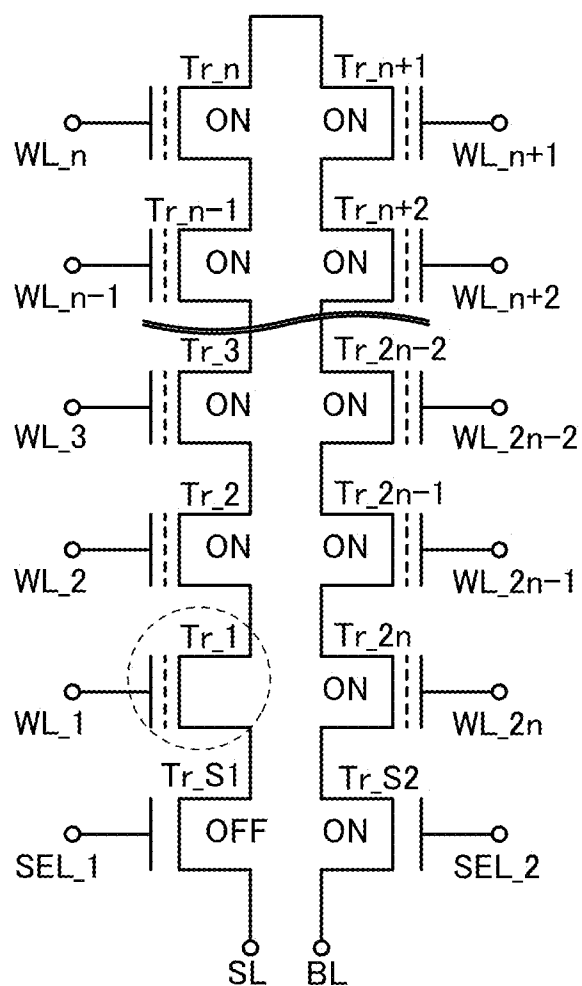 Tr_n Tr_n+1
ON ON
WL_n WL_n+1
Tr_n-1 Tr_n+2
ON ON
WL_n-1 WL_n+2
Tr_3 Tr_2n-2
ON ON
WL_3 WL_2n-2
Tr_2 Tr_2n-1
ON ON
WL_2 WL_2n-1
Tr_1 Tr_2n
ON
WL_1 WL_2n
Tr_S1 Tr_S2
OFF ON
SEL_1 SEL_2
SL BL